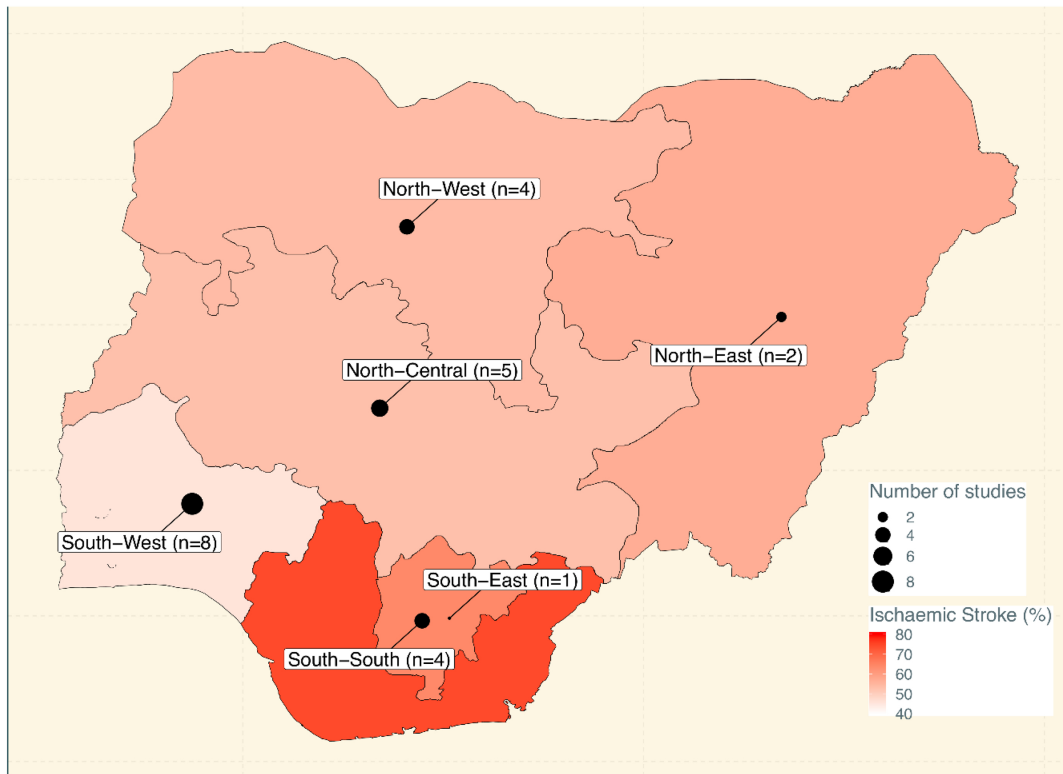 North−West (n=4)
North−East (n=2)
North−Central (n=5)
South−West (n=8)
South−East (n=1)
South−South (n=4)
Number of studies
2
4
6
8
Ischaemic Stroke (%)
80
70
60
50
40